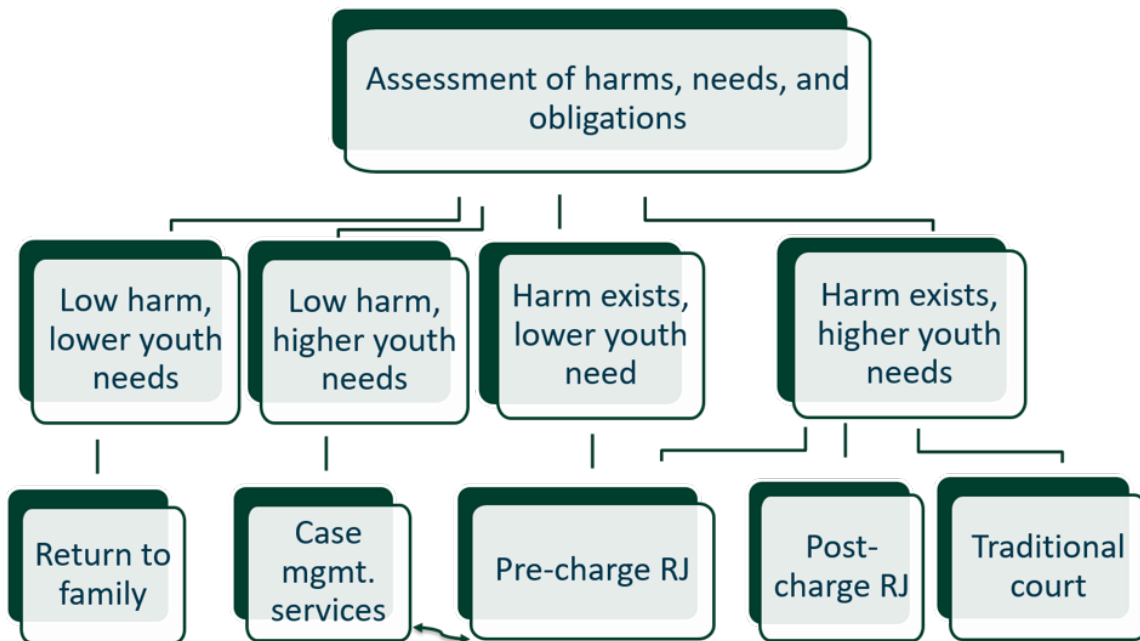 Assessment of harms, needs, and
obligations
Low harm,
lower youth
needs
Low harm,
higher youth
needs
Harm exists,
lower youth
need
Harm exists,
higher youth
needs
Return to
family
Case
mgmt.
services
Pre-charge RJ
Post-
charge RJ
Traditional
court